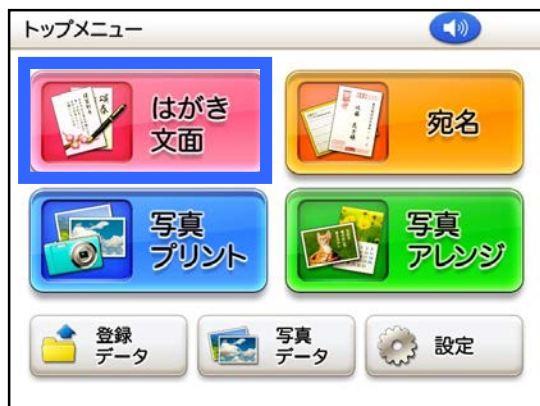 トップメニュー
はがき
文面
宛名
写真
プリント
写真
アレンジ
登録
データ
写真
データ
設定